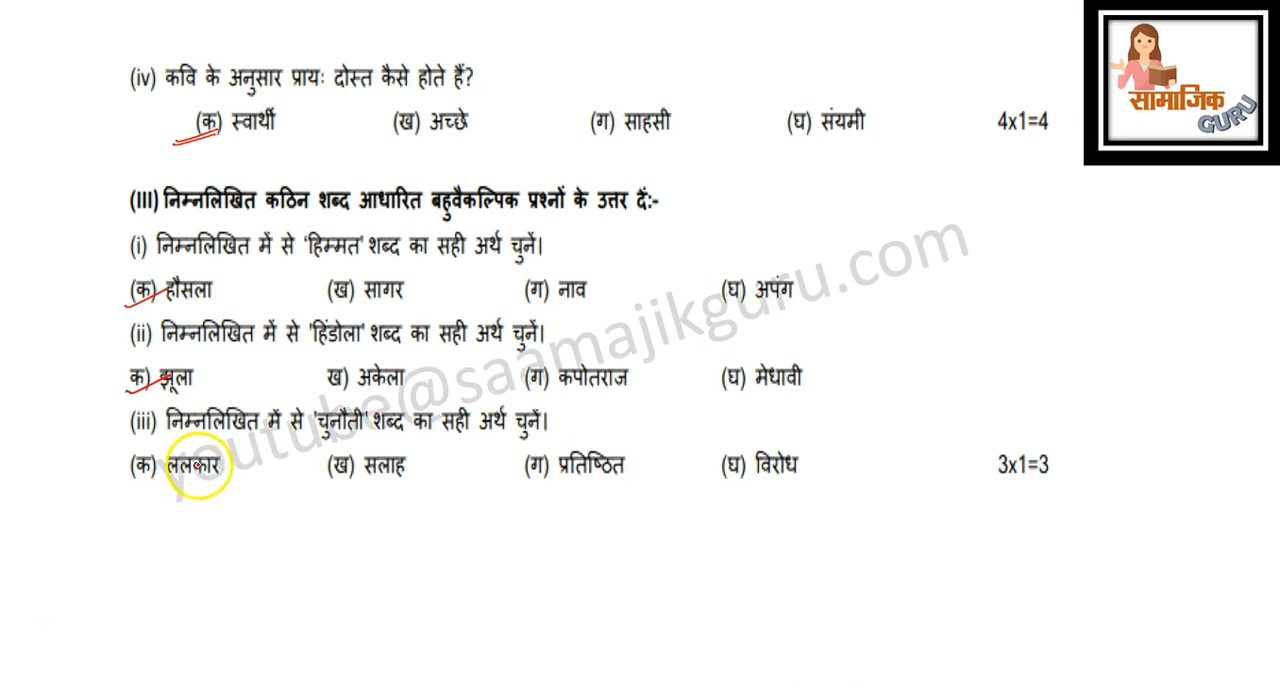 सामाजिक
GURU
(iv) कवि के अनुसार प्रायः दोस्त कैसे होते हैं?
(क) स्वार्थी (ख) अच्छे (ग) साहसी (घ) संयमी 4x1=4
(III) निम्नलिखित कठिन शब्द आधारित बहुवैकल्पिक प्रश्नों के उत्तर दें:-
(i) निम्नलिखित में से 'हिम्मत' शब्द का सही अर्थ चुनें।
(क) हौसला (ख) सागर (ग) नाव (घ) अपंग
(ii) निम्नलिखित में से 'हिंडोला' शब्द का सही अर्थ चुनें।
क) झूला ख) अकेला (ग) कपोतराज (घ) मेधावी
(iii) निम्नलिखित में से 'चुनौती' शब्द का सही अर्थ चुनें।
(क) ललकार (ख) सलाह (ग) प्रतिष्ठित (घ) विरोध 3x1=3
youtube@saamajikguru.com